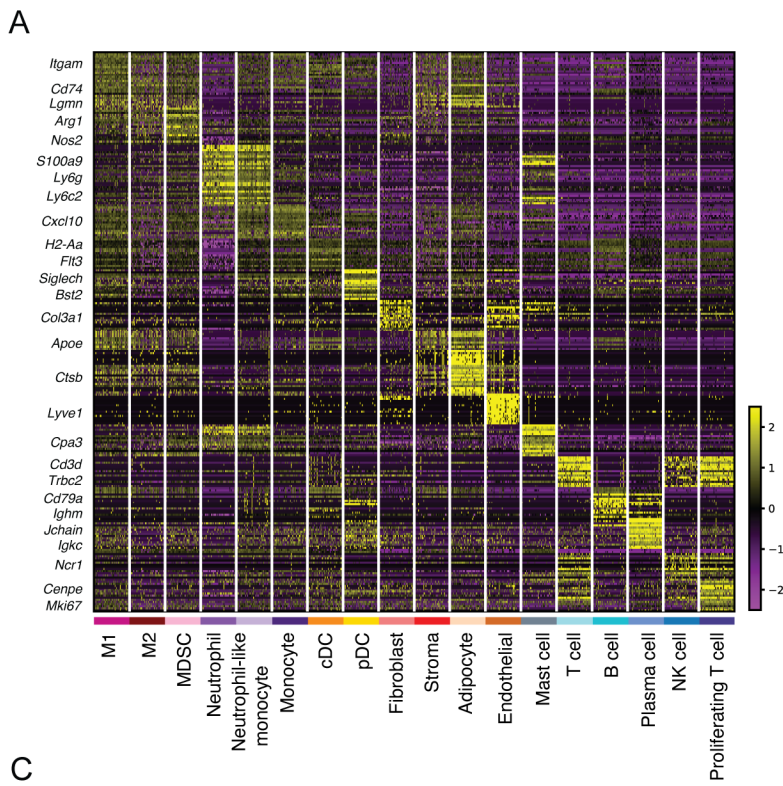 A
Itgam
Cd74
Lgmn
Arg1
Nos2
S100a9
Ly6g
Ly6c2
Cxcl10
H2-Aa
Flt3
Siglech
Bst2
Col3a1
Apoe
Ctsb
Lyve1
Cpa3
Cd3d
Trbc2
Cd79a
Ighm
Jchain
Igkc
Ncr1
Cenpe
Mki67
2
1
0
−1
−2
M1
M2
MDSC
Neutrophil
Neutrophil-like
monocyte
Monocyte
cDC
pDC
Fibroblast
Stroma
Adipocyte
Endothelial
Mast cell
T cell
B cell
Plasma cell
NK cell
Proliferating T cell
C